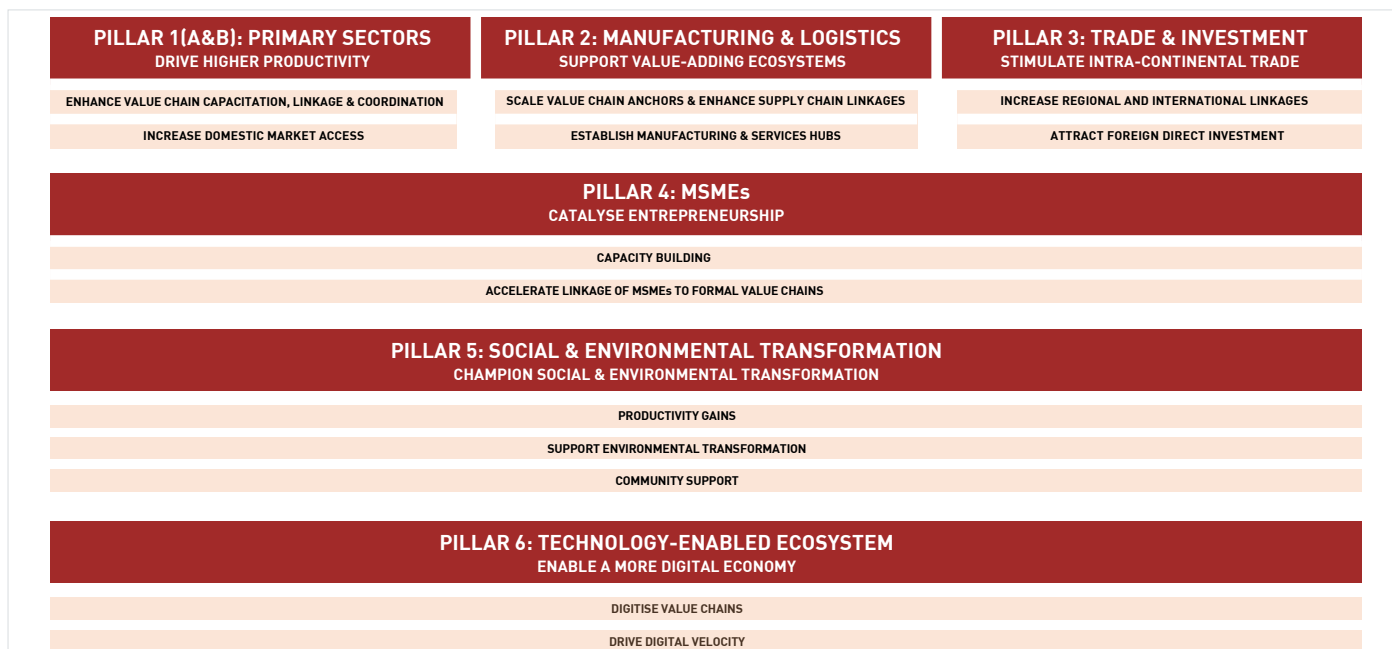 PILLAR 1(A&B): PRIMARY SECTORS
DRIVE HIGHER PRODUCTIVITY
ENHANCE VALUE CHAIN CAPACITATION, LINKAGE & COORDINATION
INCREASE DOMESTIC MARKET ACCESS
PILLAR 2: MANUFACTURING & LOGISTICS
SUPPORT VALUE-ADDING ECOSYSTEMS
SCALE VALUE CHAIN ANCHORS & ENHANCE SUPPLY CHAIN LINKAGES
ESTABLISH MANUFACTURING & SERVICES HUBS
PILLAR 3: TRADE & INVESTMENT
STIMULATE INTRA-CONTINENTAL TRADE
INCREASE REGIONAL AND INTERNATIONAL LINKAGES
ATTRACT FOREIGN DIRECT INVESTMENT
PILLAR 4: MSMEs
CATALYSE ENTREPRENEURSHIP
CAPACITY BUILDING
ACCELERATE LINKAGE OF MSMEs TO FORMAL VALUE CHAINS
PILLAR 5: SOCIAL & ENVIRONMENTAL TRANSFORMATION
CHAMPION SOCIAL & ENVIRONMENTAL TRANSFORMATION
PRODUCTIVITY GAINS
SUPPORT ENVIRONMENTAL TRANSFORMATION
COMMUNITY SUPPORT
PILLAR 6: TECHNOLOGY-ENABLED ECOSYSTEM
ENABLE A MORE DIGITAL ECONOMY
DIGITISE VALUE CHAINS
DRIVE DIGITAL VELOCITY